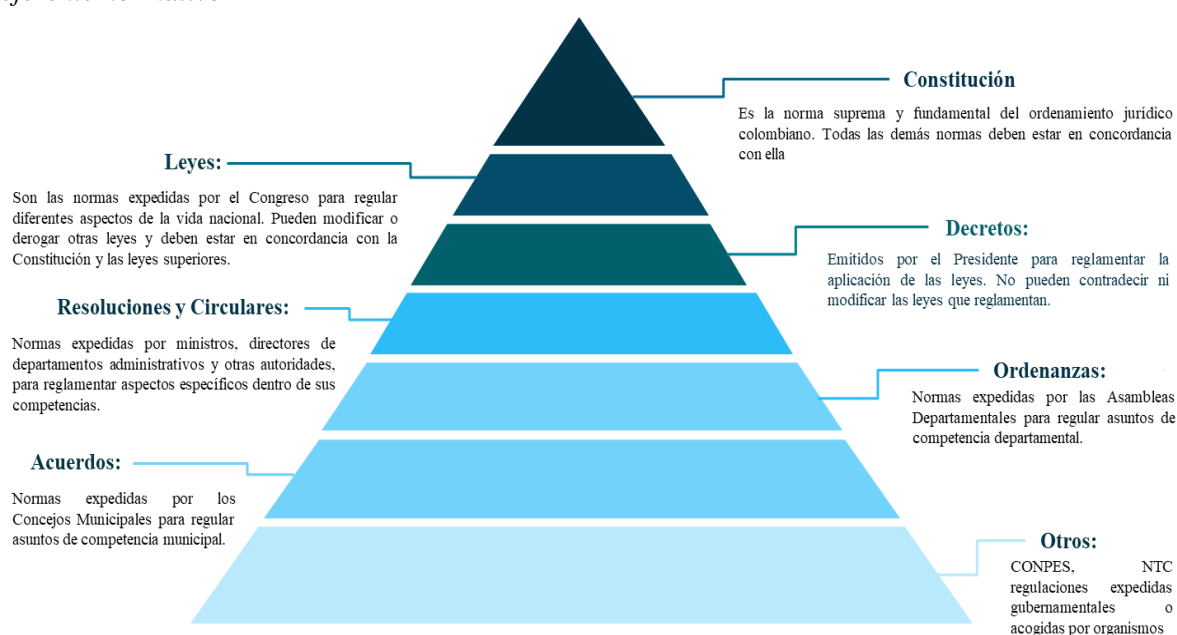 Constitución
Es la norma suprema y fundamental del ordenamiento jurídico
colombiano. Todas las demás normas deben estar en concordancia
con ella
Leyes:
Son las normas expedidas por el Congreso para regular
diferentes aspectos de la vida nacional. Pueden modificar o
derogar otras leyes y deben estar en concordancia con la
Constitución y las leyes superiores.
Decretos:
Emitidos por el Presidente para reglamentar la
aplicación de las leyes. No pueden contradecir ni
modificar las leyes que reglamentan.
Resoluciones y Circulares:
Normas expedidas por ministros, directores de
departamentos administrativos y otras autoridades,
para reglamentar aspectos específicos dentro de sus
competencias.
Ordenanzas:
Normas expedidas por las Asambleas
Departamentales para regular asuntos de
competencia departamental.
Acuerdos:
Normas expedidas por los
Concejos Municipales para regular
asuntos de competencia municipal.
Otros:
CONPES, NTC
regulaciones expedidas
gubernamentales o
acogidas por organismos